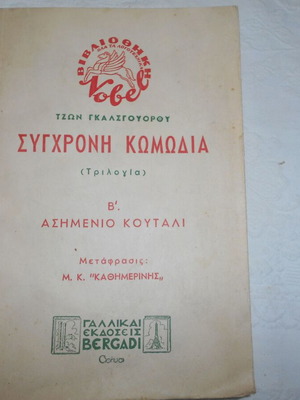 ΒΙΒΛΙΟΘΗΚΗ
Nobel
ΤΖΩΝ ΓΚΑΛΣΓΟΥΟΡΘΥ
ΣΥΓΧΡΟΝΗ ΚΩΜΩΔΙΑ
(Τριλογία)
Β'.
ΑΣΗΜΕΝΙΟ ΚΟΥΤΑΛΙ
Μετάφρασις:
Μ. Κ. "ΚΑΘΗΜΕΡΙΝΗΣ„
ΓΑΛΛΙΚΑΙ
ΕΚΔΟΣΕΙΣ
BERGADI